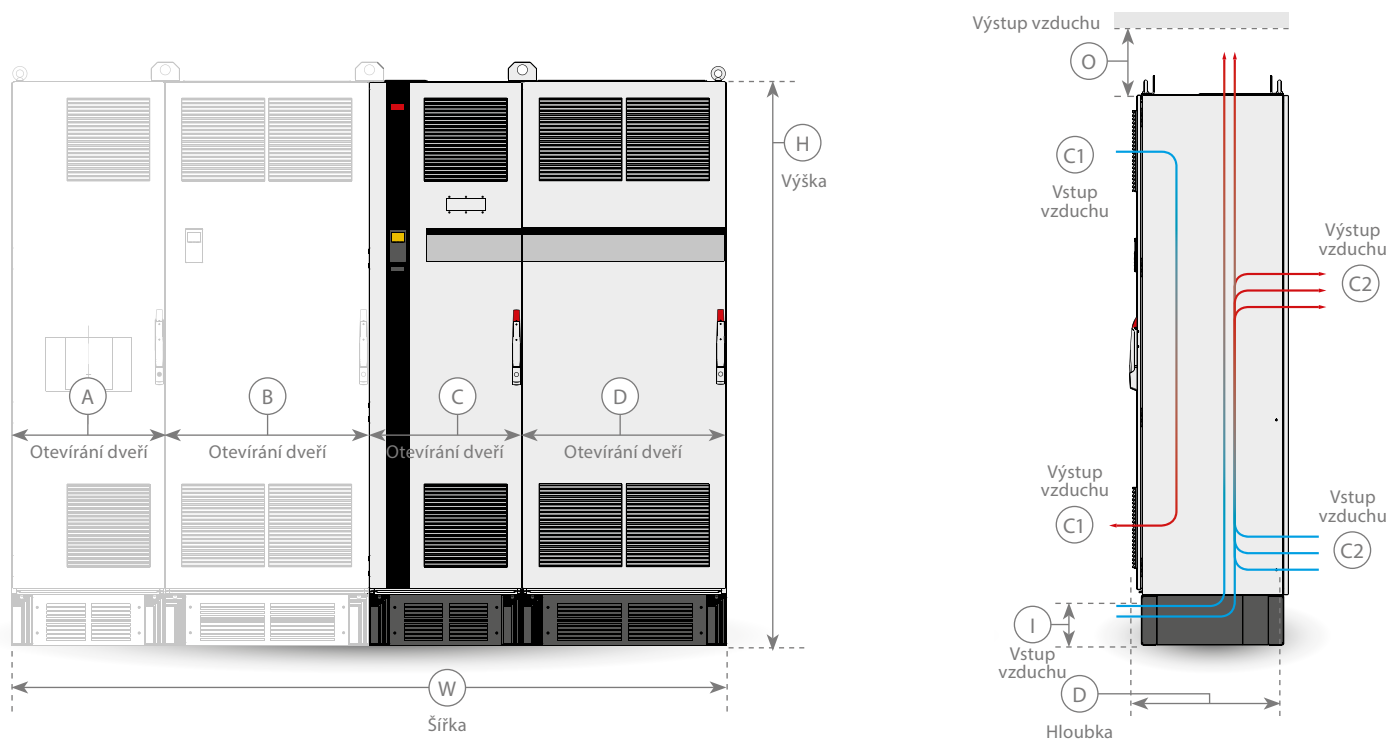 H
Výška
A
B
C
D
Otevírání dveří
Otevírání dveří
Otevírání dveří
Otevírání dveří
W
Šířka
Výstup vzduchu
O
C1
Vstup
vzduchu
Výstup
vzduchu
C2
Výstup
vzduchu
C1
Vstup
vzduchu
C2
I
Vstup
vzduchu
D
Hloubka